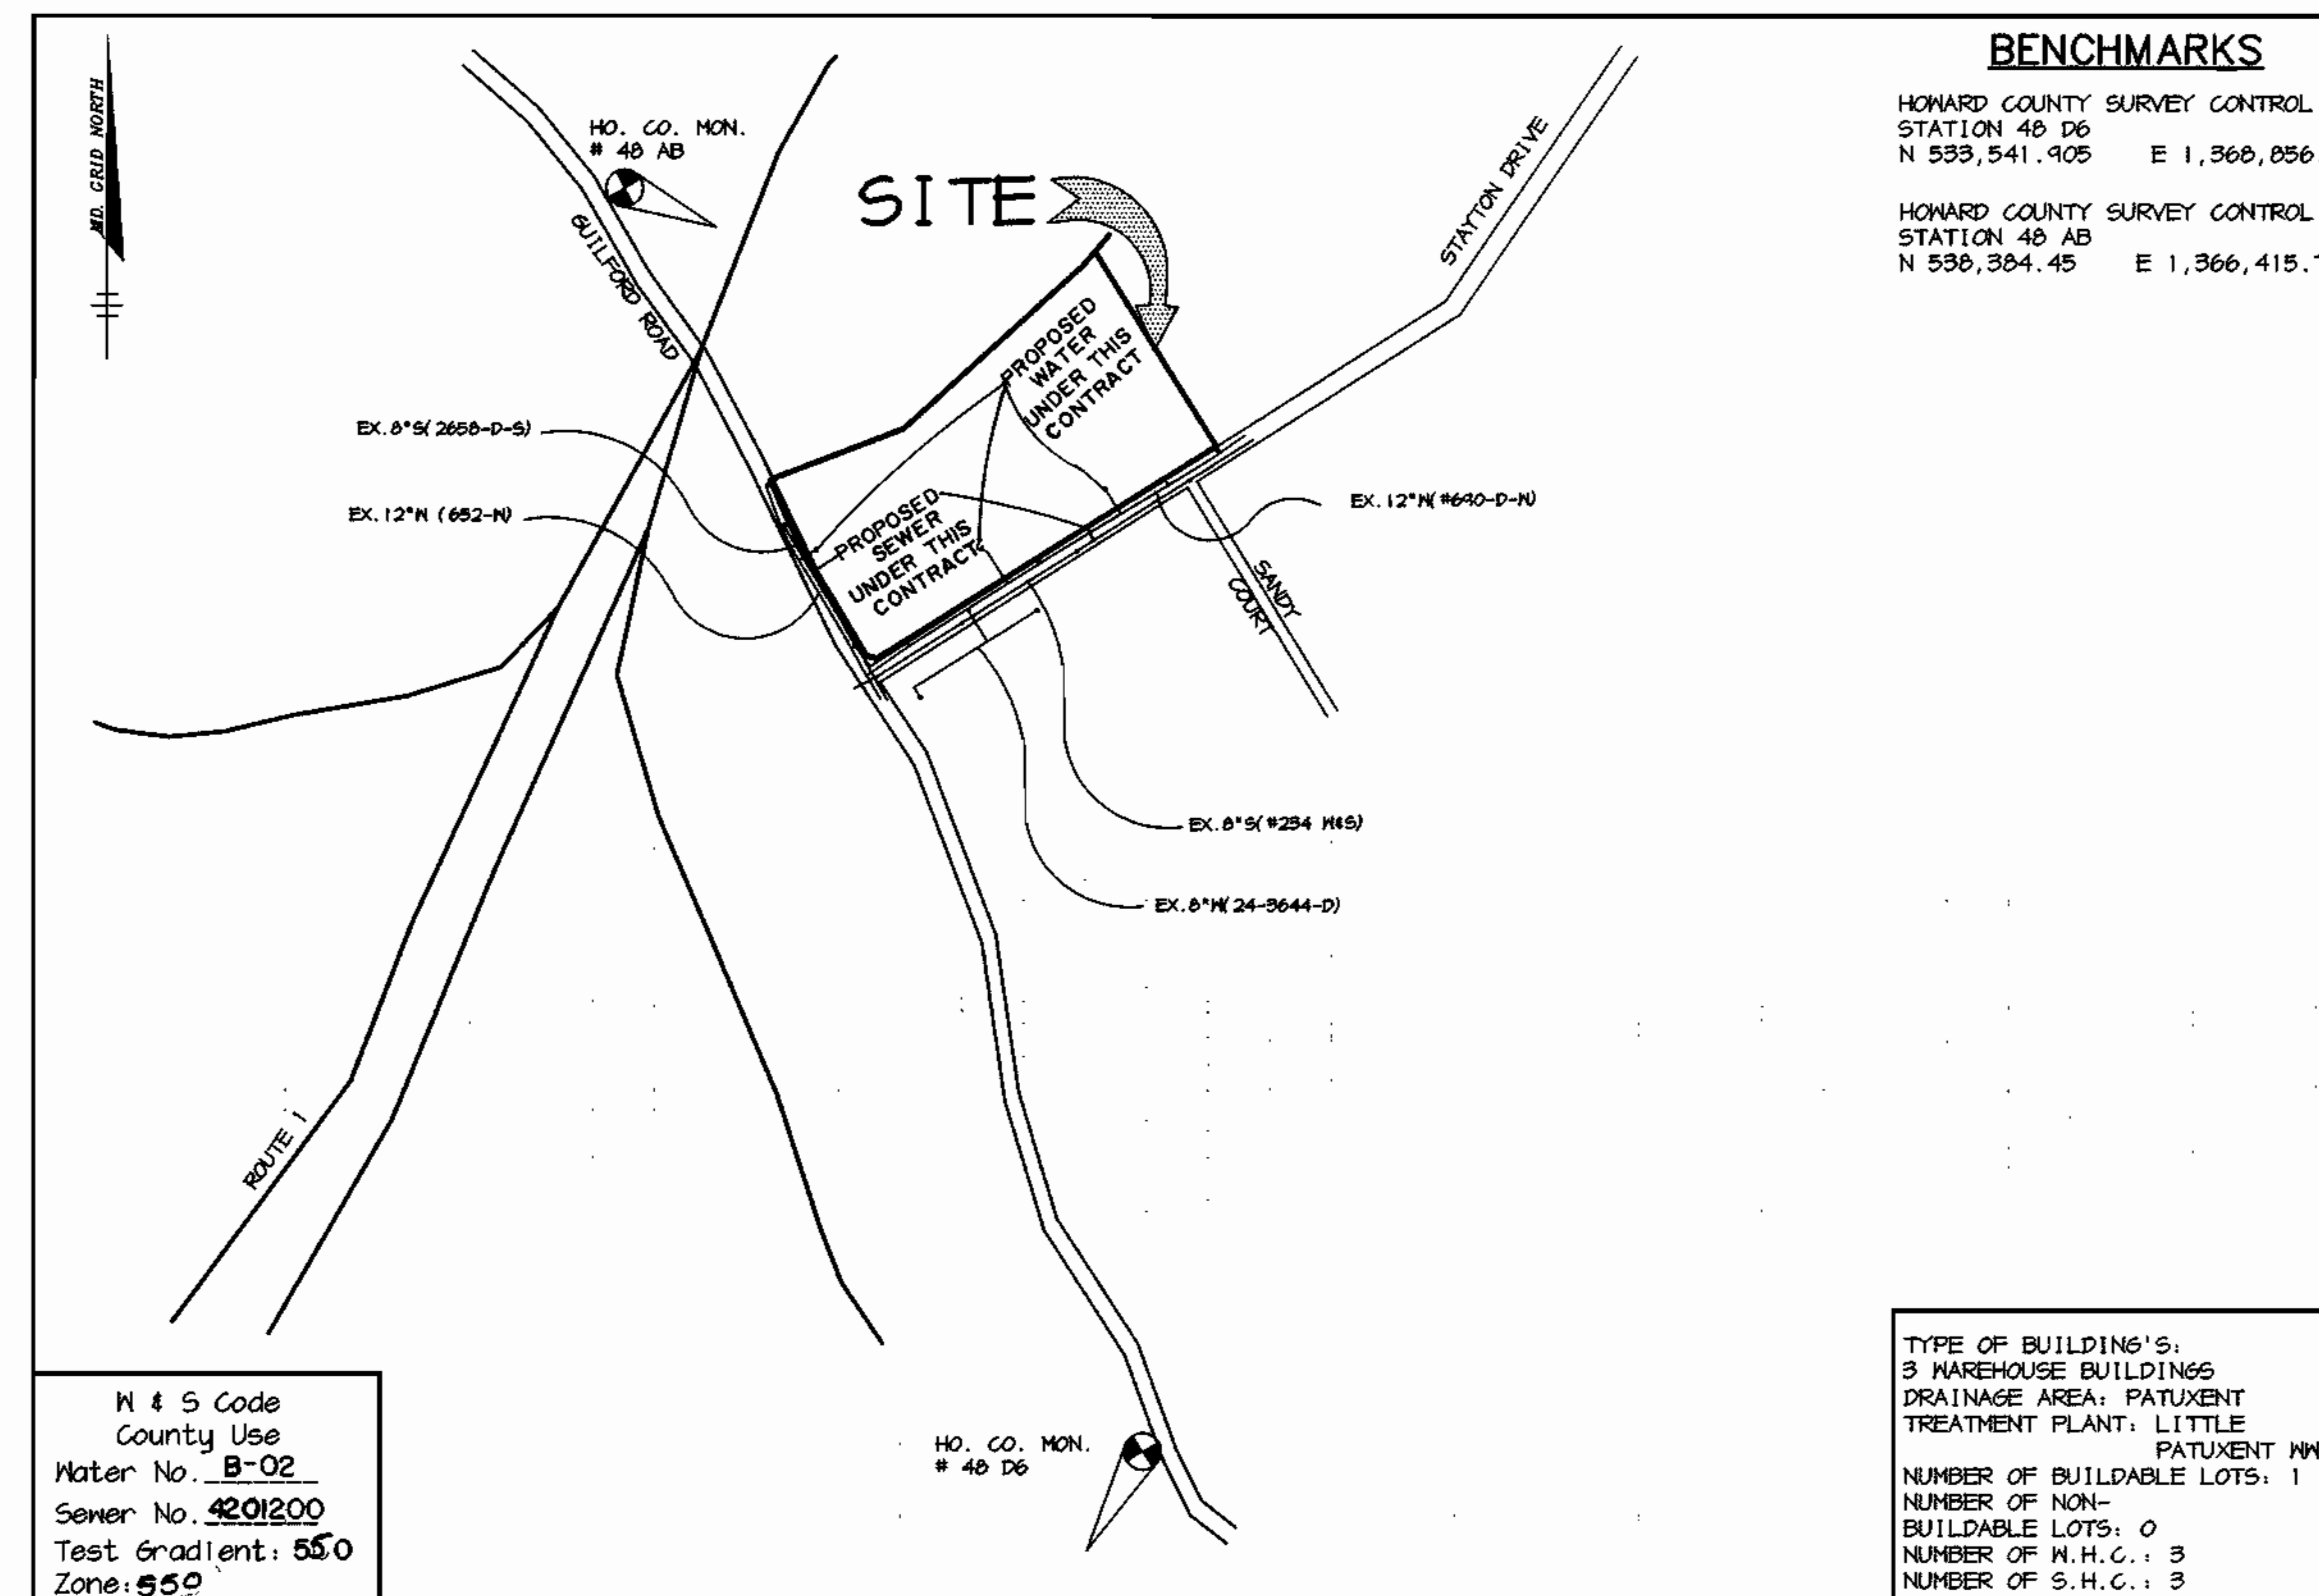 BENCHMARKS
HOWARD COUNTY SURVEY CONTROL
STATION 48 D6
N 533,541.905 E 1,368,856
HOWARD COUNTY SURVEY CONTROL
STATION 48 AB
N 538,384.45 E 1,366,415.
MD. GRID NORTH
HO. CO. MON.
# 48 AB
SITE
STAYTON DRIVE
GUILFORD ROAD
PROPOSED
WATER
UNDER THIS
CONTRACT
EX. 8"S(2658-D-S)
EX. 12"W (652-W)
PROPOSED
SEWER
UNDER THIS
CONTRACT
EX. 12"W(#690-D-W)
SANDY
COURT
EX. 8"S(#234 W&S)
EX. 8"W(24-3644-D)
ROUTE 1
HO. CO. MON.
# 48 D6
W & S Code
County Use
Water No. B-02
Sewer No. 4201200
Test Gradient: 550
Zone: 550
TYPE OF BUILDING'S:
3 WAREHOUSE BUILDINGS
DRAINAGE AREA: PATUXENT
TREATMENT PLANT: LITTLE
PATUXENT WW
NUMBER OF BUILDABLE LOTS: 1
NUMBER OF NON-
BUILDABLE LOTS: 0
NUMBER OF W.H.C.: 3
NUMBER OF S.H.C.: 3